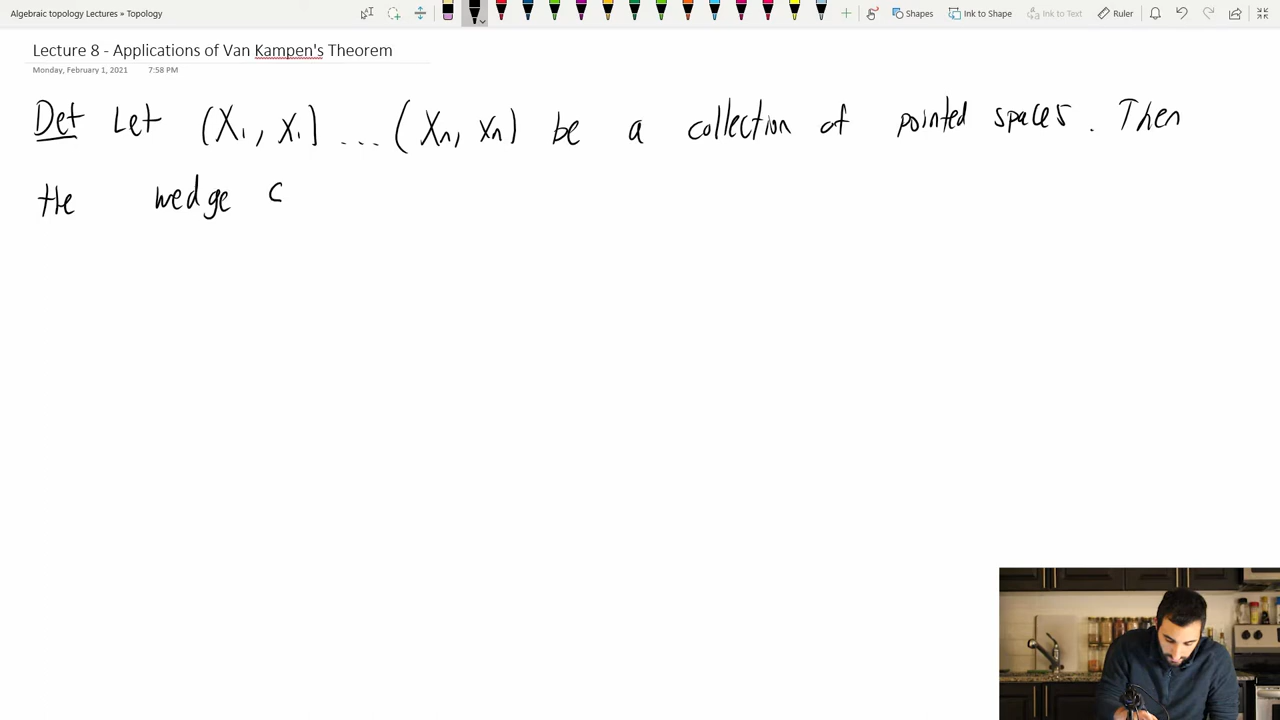 Algebraic topology Lectures » Topology
Shapes
Ink to Shape
Ink to Text
Ruler
Lecture 8 - Applications of Van Kampen's Theorem
Monday, February 1, 2021 7:58 PM
Def Let (X₁, x₁) ... (Xₙ, xₙ) be a collection of pointed spaces. Then
the wedge c